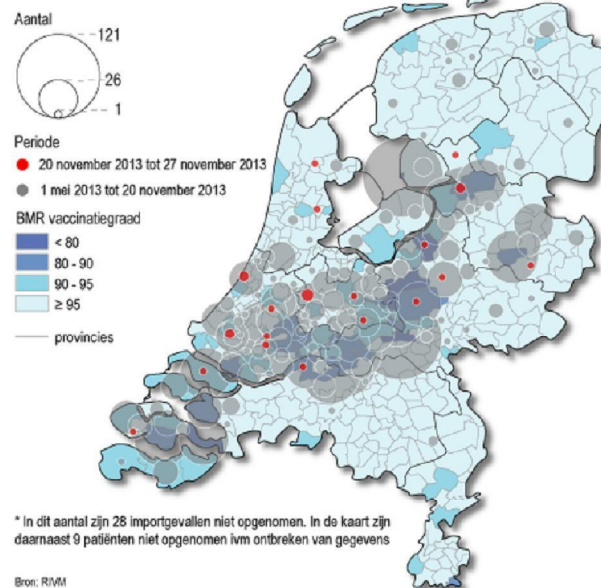 Aantal
121
26
1
Periode
20 november 2013 tot 27 november 2013
1 mei 2013 tot 20 november 2013
BMR vaccinatiegraad
< 80
80 - 90
90 - 95
≥ 95
provincies
* In dit aantal zijn 28 importgevallen niet opgenomen. In de kaart zijn
daarnaast 9 patiënten niet opgenomen ivm ontbreken van gegevens
Bron: RIVM